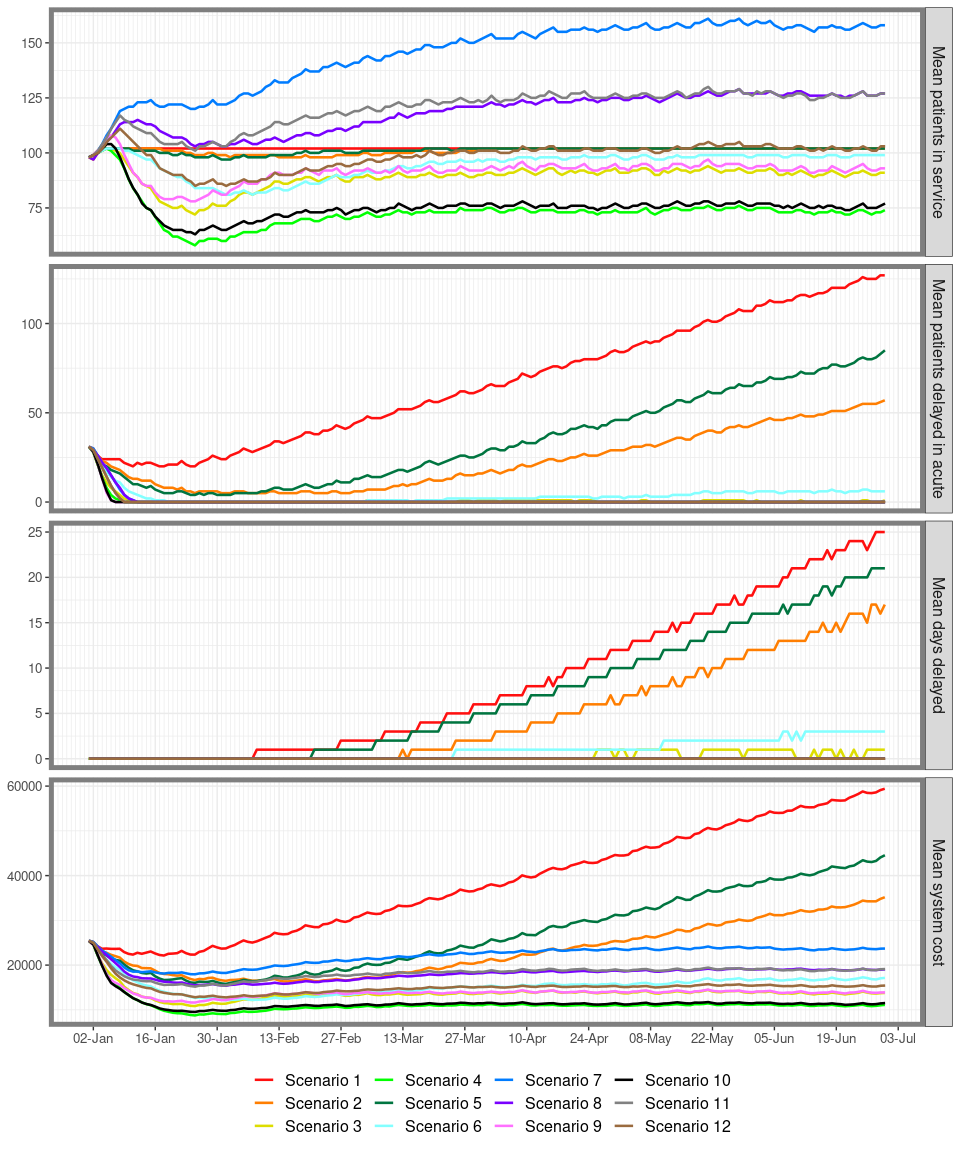 150
125
100
75
Mean patients in service
100
50
0
Mean patients delayed in acute
25
20
15
10
5
0
Mean days delayed
60000
40000
20000
Mean system cost
02-Jan 16-Jan 30-Jan 13-Feb 27-Feb 13-Mar 27-Mar 10-Apr 24-Apr 08-May 22-May 05-Jun 19-Jun 03-Jul
Scenario 1 Scenario 4 Scenario 7 Scenario 10
Scenario 2 Scenario 5 Scenario 8 Scenario 11
Scenario 3 Scenario 6 Scenario 9 Scenario 12